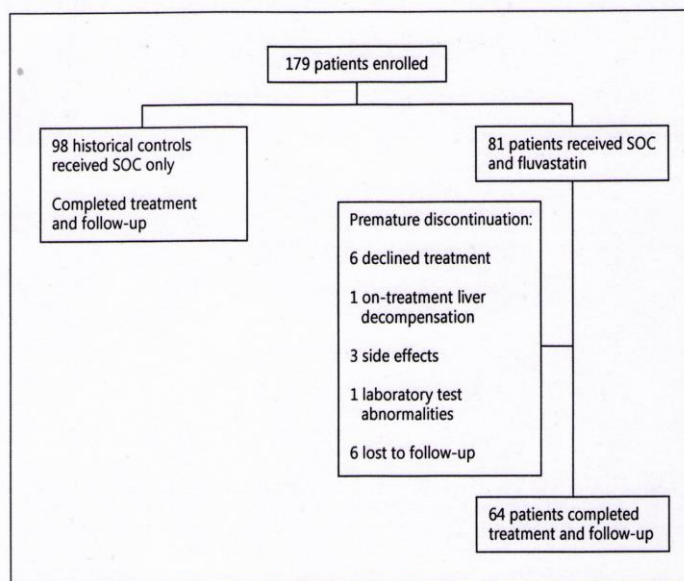 179 patients enrolled
98 historical controls
received SOC only
Completed treatment
and follow-up
81 patients received SOC
and fluvastatin
Premature discontinuation:
6 declined treatment
1 on-treatment liver
decompensation
3 side effects
1 laboratory test
abnormalities
6 lost to follow-up
64 patients completed
treatment and follow-up